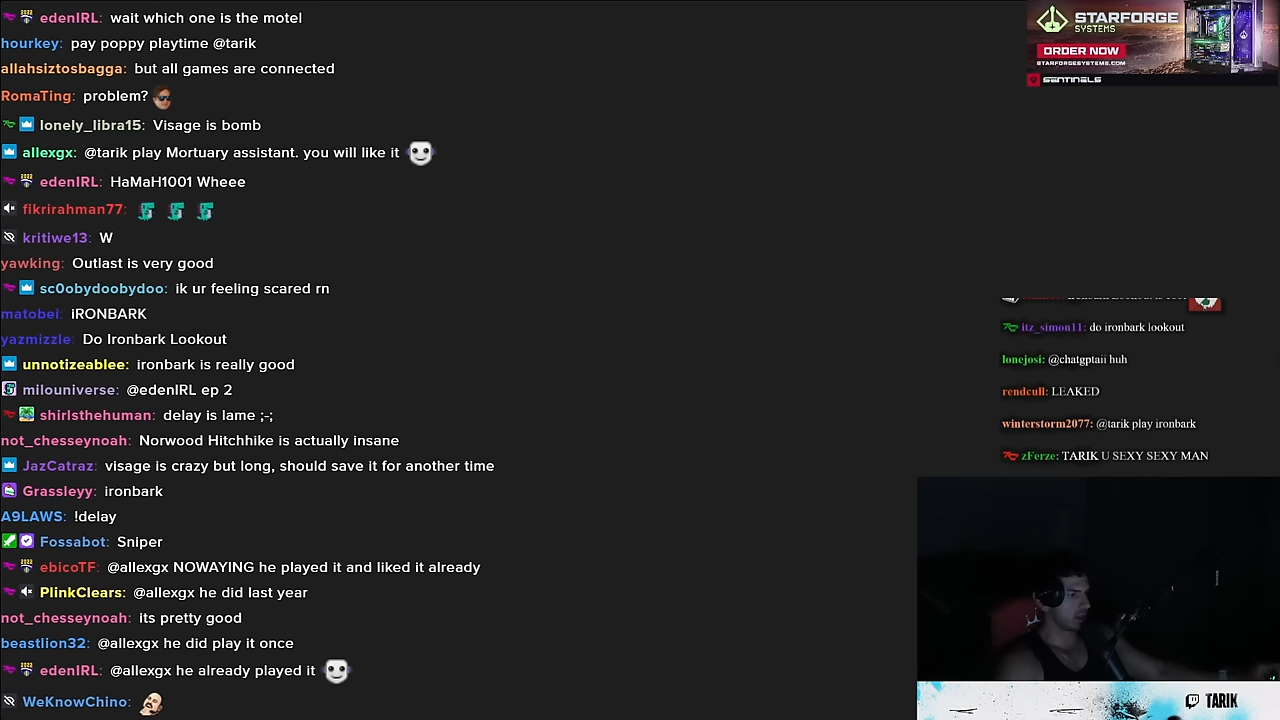 edenIRL: wait which one is the motel
hourkey: pay poppy playtime @tarik
allahsiztosbagga: but all games are connected
RomaTing: problem?
lonely_libra15: Visage is bomb
allexgx: @tarik play Mortuary assistant. you will like it
edenIRL: HaMaH1001 Wheee
fikrirahman77:
kritiwe13: W
yawking: Outlast is very good
sc0obydoobydoo: ik ur feeling scared rn
matobei: iRONBARK
yazmizzle: Do Ironbark Lookout
unnotizeablee: ironbark is really good
milouniverse: @edenIRL ep 2
shirlsthehuman: delay is lame ;-;
not_chesseynoah: Norwood Hitchhike is actually insane
JazCatraz: visage is crazy but long, should save it for another time
Grassleyy: ironbark
A9LAWS: !delay
Fossabot: Sniper
ebicoTF: @allexgx NOWAYING he played it and liked it already
PlinkClears: @allexgx he did last year
not_chesseynoah: its pretty good
beastlion32: @allexgx he did play it once
edenIRL: @allexgx he already played it
WeKnowChino:
STARFORGE
SYSTEMS
ORDER NOW
STARFORGESYSTEMS.COM
SENTINELS
itz_simon11: do ironbark lookout
lonejosi: @chatgptaii huh
rendcull: LEAKED
winterstorm2077: @tarik play ironbark
zFerze: TARIK U SEXY SEXY MAN
TARIK